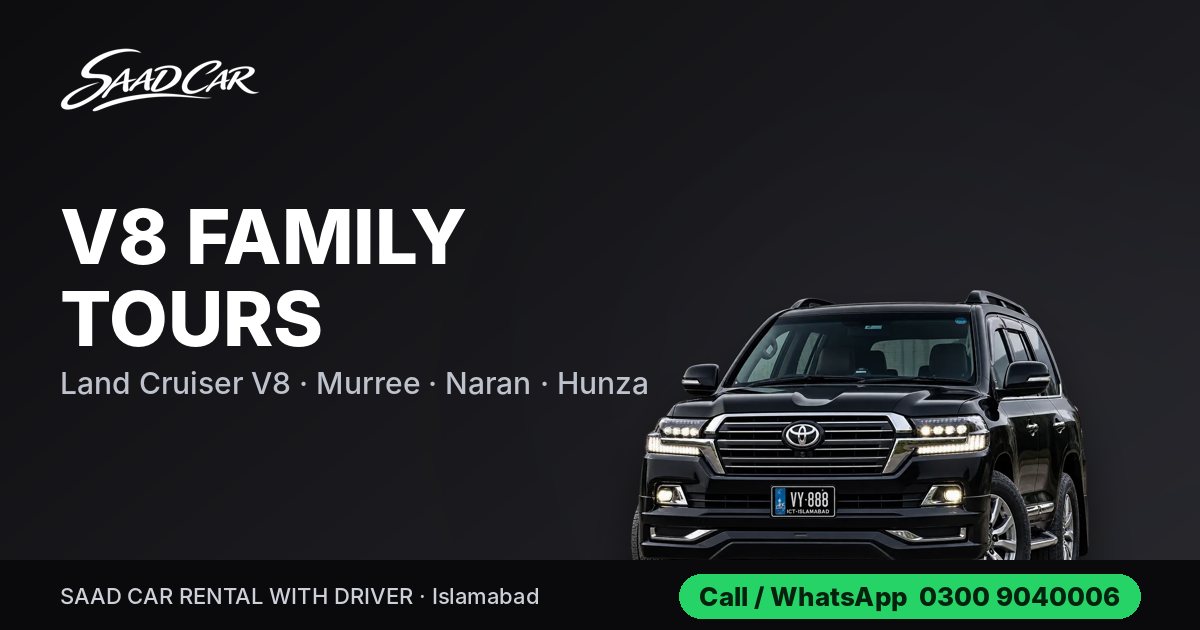 SAAD CAR
V8 FAMILY
TOURS
Land Cruiser V8 · Murree · Naran · Hunza
VY·888
ICT-ISLAMABAD
SAAD CAR RENTAL WITH DRIVER · Islamabad
Call / WhatsApp 0300 9040006